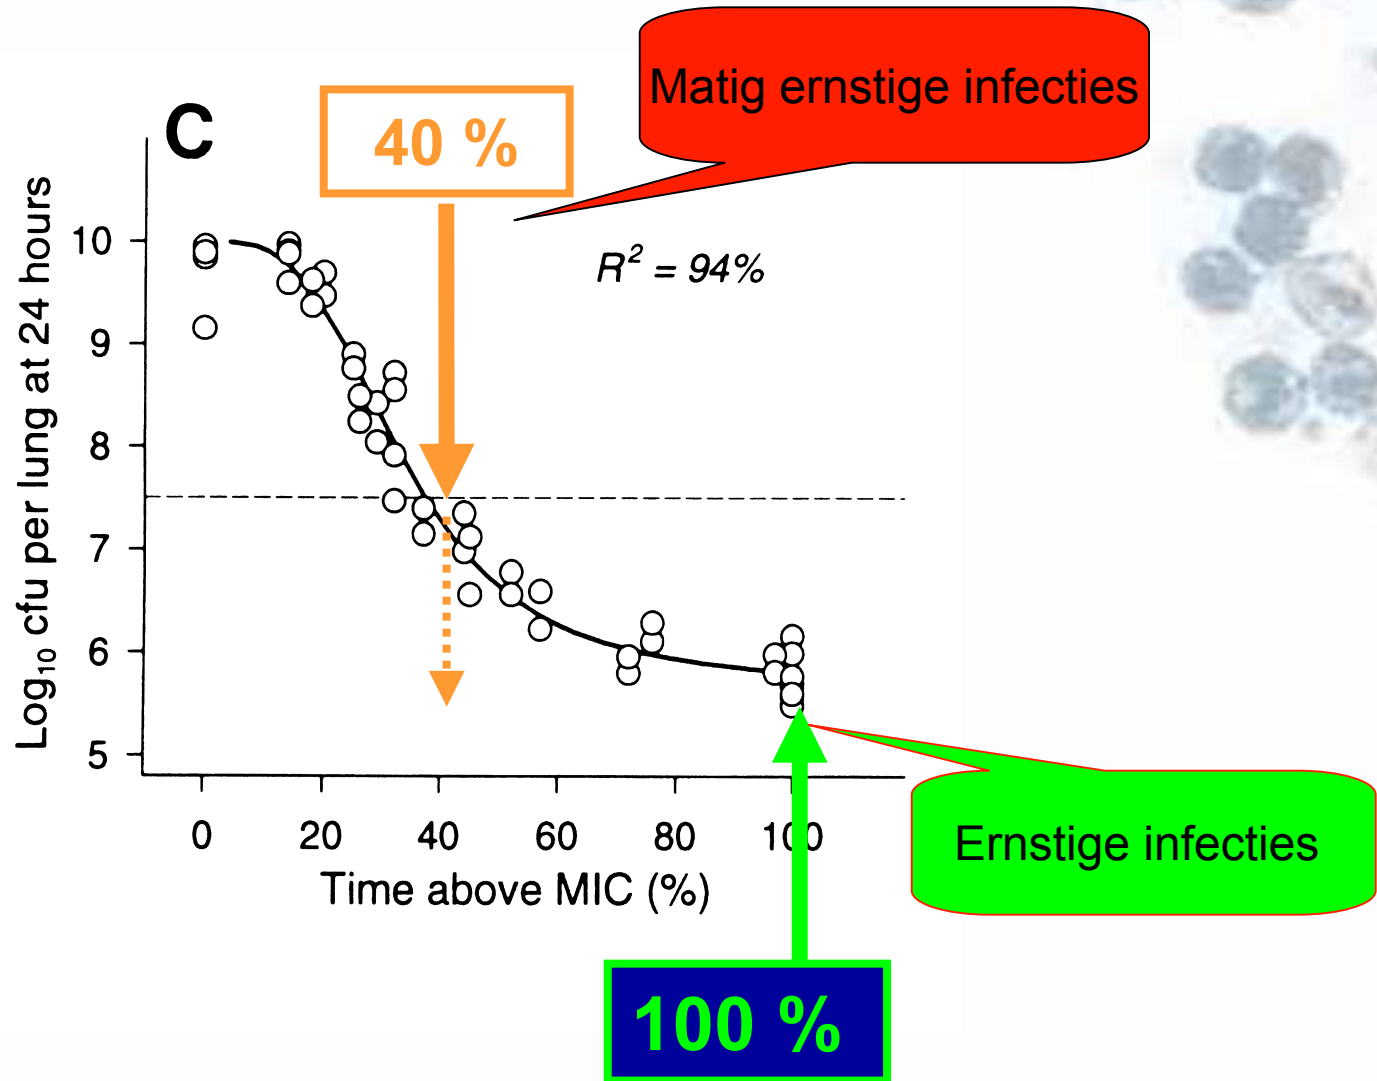 Matig ernstige infecties
C
40 %
R² = 94%
Log₁₀ cfu per lung at 24 hours
10
9
8
7
6
5
0 20 40 60 80 100
Time above MIC (%)
Ernstige infecties
100 %